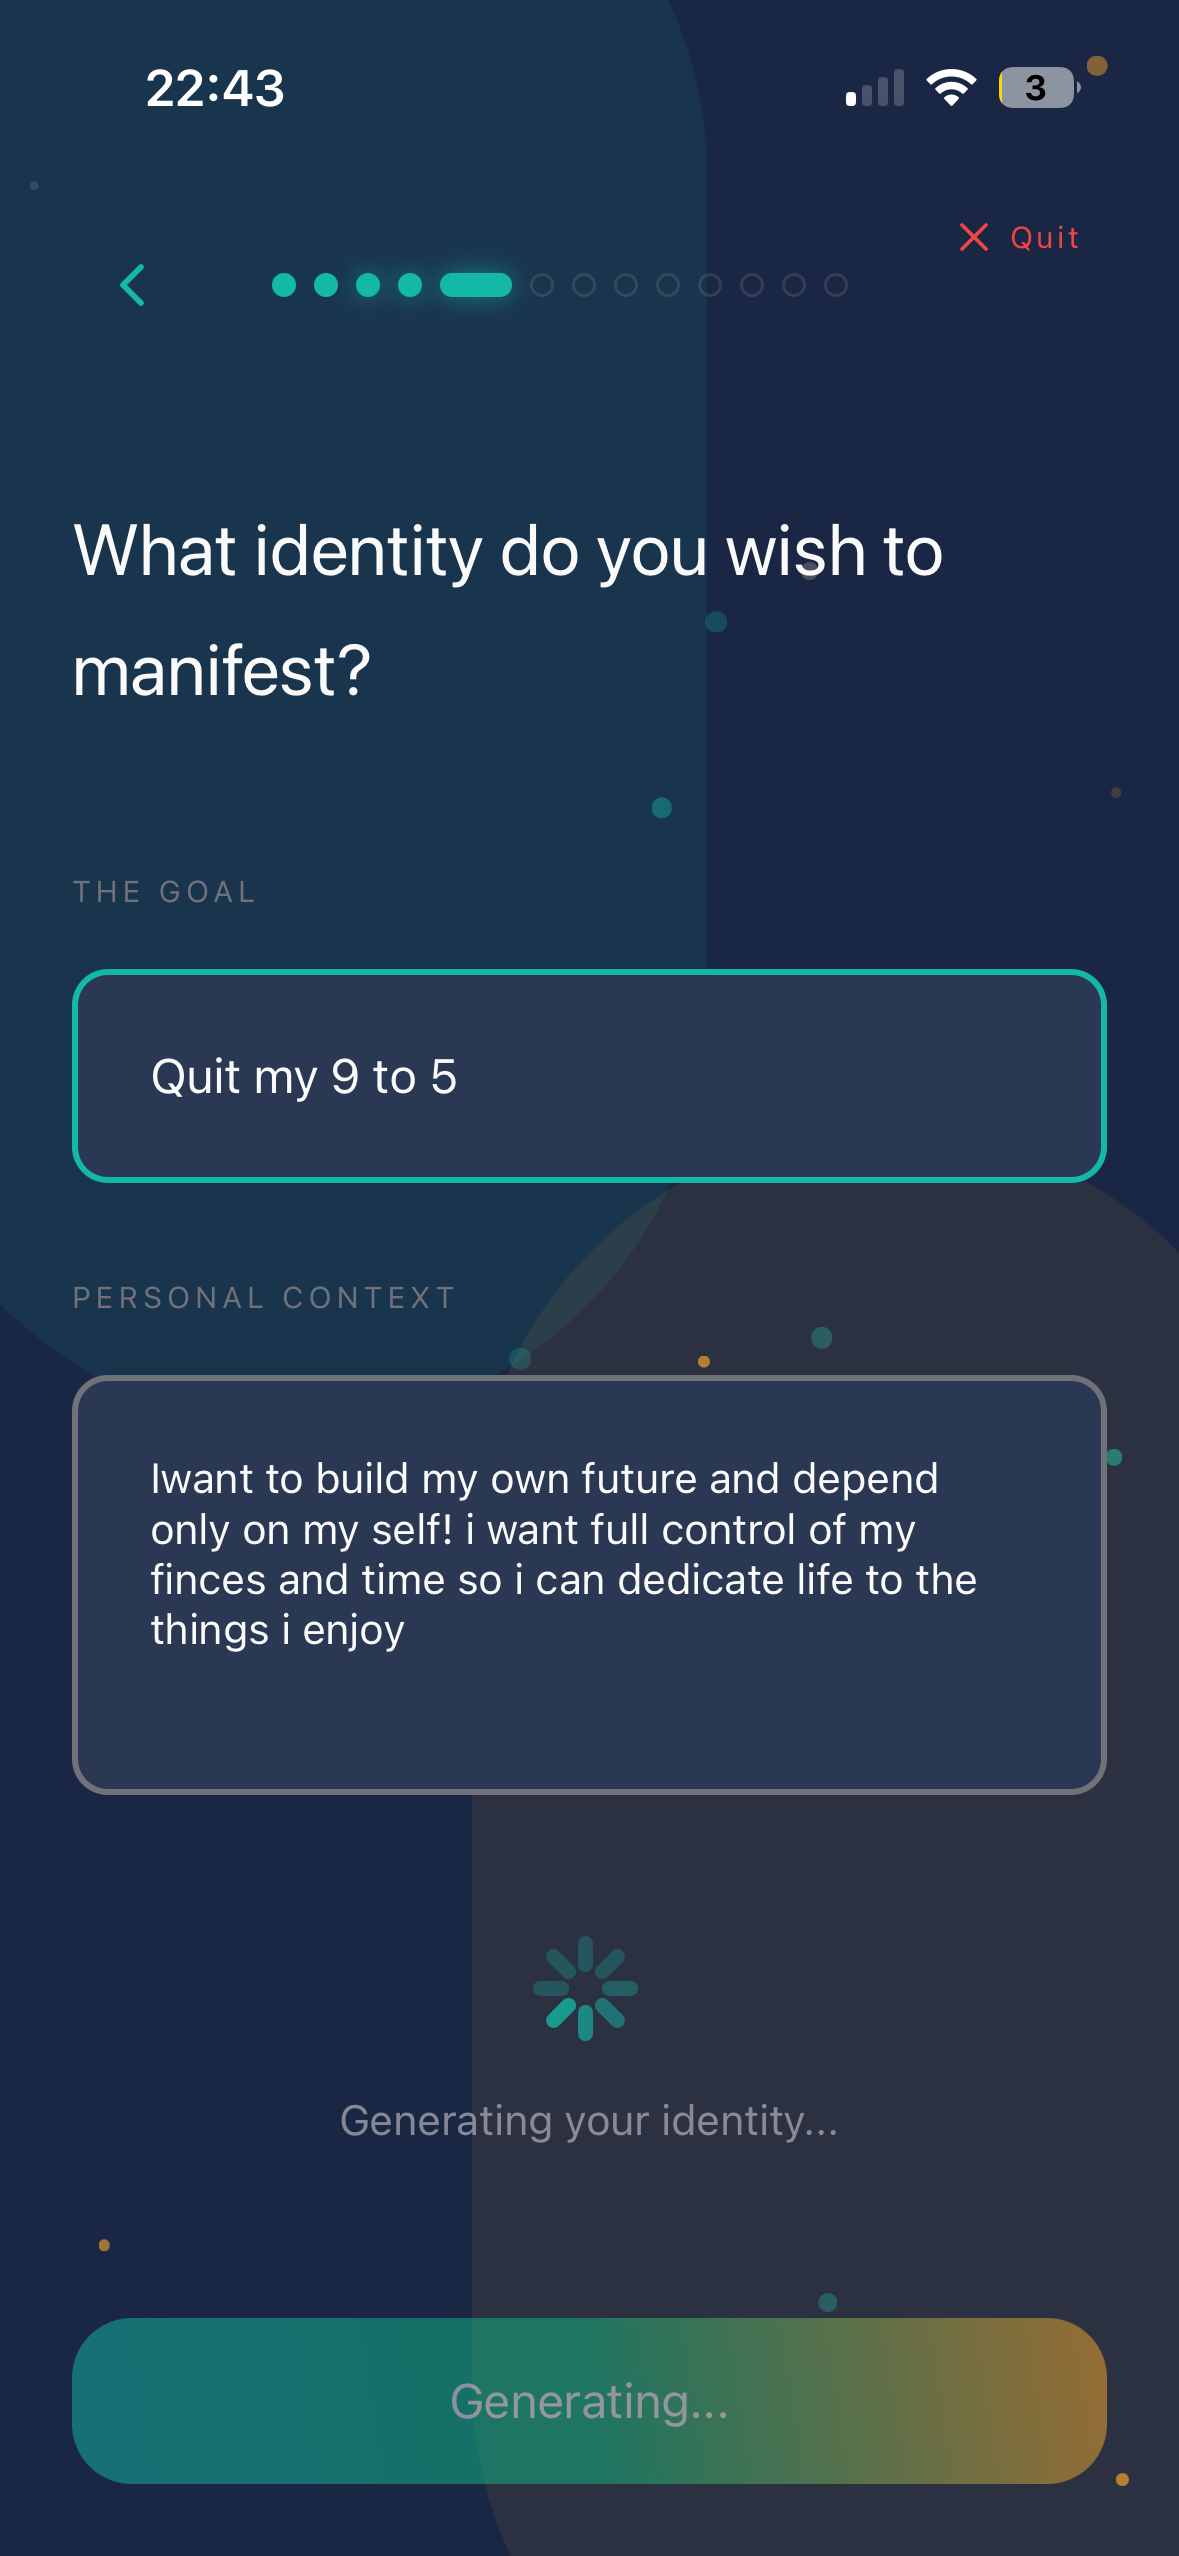 22:43
3
Quit
What identity do you wish to
manifest?
THE GOAL
Quit my 9 to 5
PERSONAL CONTEXT
Iwant to build my own future and depend
only on my self! i want full control of my
finces and time so i can dedicate life to the
things i enjoy
Generating your identity...
Generating...